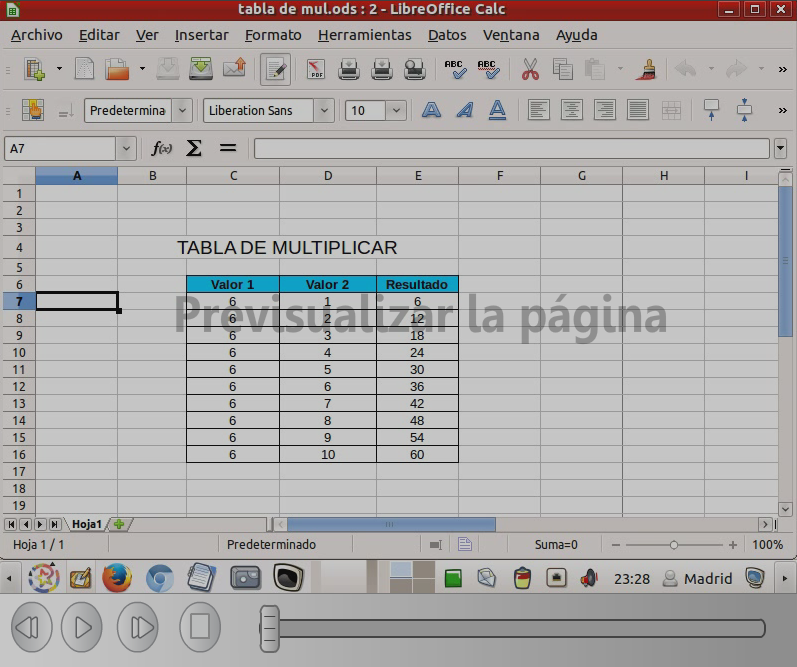 tabla de mul.ods : 2 - LibreOffice Calc
Archivo Editar Ver Insertar Formato Herramientas Datos Ventana Ayuda
PDF ABC ABC »
Predetermina Liberation Sans 10 »
A7 f(x) Σ =
A B C D E F G H I
1
2
3
4 TABLA DE MULTIPLICAR
5
6 Valor 1 Valor 2 Resultado
7 6 1 6
Previsualizar la página
8 6 2 12
9 6 3 18
10 6 4 24
11 6 5 30
12 6 6 36
13 6 7 42
14 6 8 48
15 6 9 54
16 6 10 60
17
18
19
Hoja1
Hoja 1 / 1 Predeterminado Suma=0 100%
23:28 Madrid